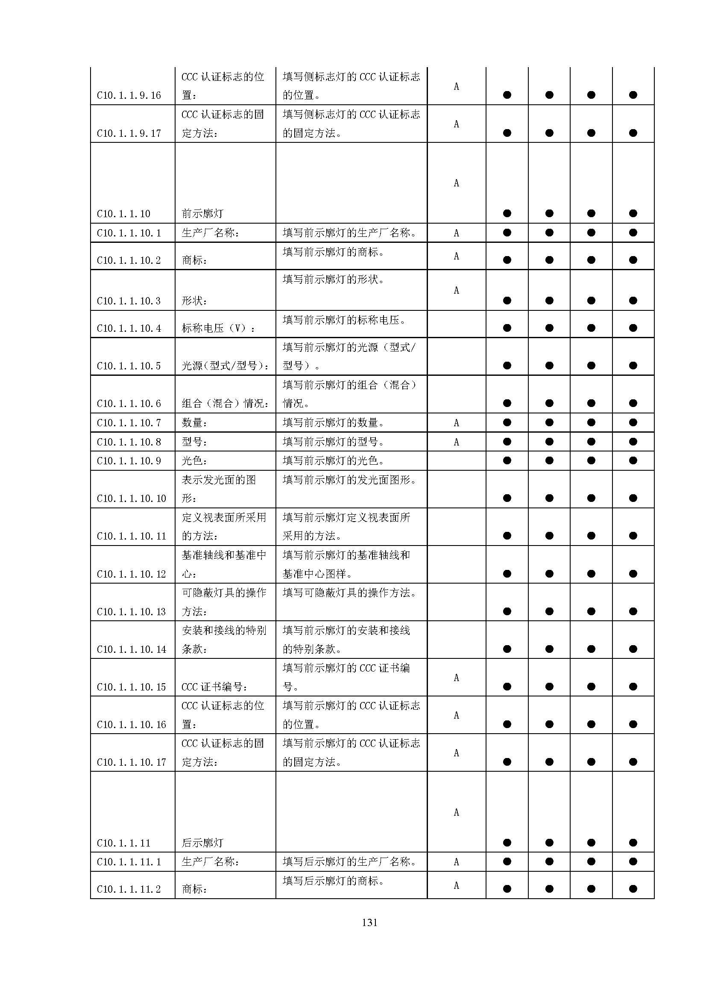 C10.1.1.9.16 CCC 认证标志的位置： 填写侧标志灯的 CCC 认证标志的位置。 A ● ● ● ●
C10.1.1.9.17 CCC 认证标志的固定方法： 填写侧标志灯的 CCC 认证标志的固定方法。 A ● ● ● ●
C10.1.1.10 前示廓灯 A ● ● ● ●
C10.1.1.10.1 生产厂名称： 填写前示廓灯的生产厂名称。 A ● ● ● ●
C10.1.1.10.2 商标： 填写前示廓灯的商标。 A ● ● ● ●
C10.1.1.10.3 形状： 填写前示廓灯的形状。 A ● ● ● ●
C10.1.1.10.4 标称电压（V）： 填写前示廓灯的标称电压。 ● ● ● ●
C10.1.1.10.5 光源(型式/型号)： 填写前示廓灯的光源（型式/型号）。 ● ● ● ●
C10.1.1.10.6 组合（混合）情况： 填写前示廓灯的组合（混合）情况。 ● ● ● ●
C10.1.1.10.7 数量： 填写前示廓灯的数量。 A ● ● ● ●
C10.1.1.10.8 型号： 填写前示廓灯的型号。 A ● ● ● ●
C10.1.1.10.9 光色： 填写前示廓灯的光色。 ● ● ● ●
C10.1.1.10.10 表示发光面的图形： 填写前示廓灯的发光面图形。 ● ● ● ●
C10.1.1.10.11 定义视表面所采用的方法： 填写前示廓灯定义视表面所采用的方法。 ● ● ● ●
C10.1.1.10.12 基准轴线和基准中心： 填写前示廓灯的基准轴线和基准中心图样。 ● ● ● ●
C10.1.1.10.13 可隐蔽灯具的操作方法： 填写可隐蔽灯具的操作方法。 ● ● ● ●
C10.1.1.10.14 安装和接线的特别条款： 填写前示廓灯的安装和接线的特别条款。 ● ● ● ●
C10.1.1.10.15 CCC 证书编号： 填写前示廓灯的 CCC 证书编号。 A ● ● ● ●
C10.1.1.10.16 CCC 认证标志的位置： 填写前示廓灯的 CCC 认证标志的位置。 A ● ● ● ●
C10.1.1.10.17 CCC 认证标志的固定方法： 填写前示廓灯的 CCC 认证标志的固定方法。 A ● ● ● ●
C10.1.1.11 后示廓灯 A ● ● ● ●
C10.1.1.11.1 生产厂名称： 填写后示廓灯的生产厂名称。 A ● ● ● ●
C10.1.1.11.2 商标： 填写后示廓灯的商标。 A ● ● ● ●
131